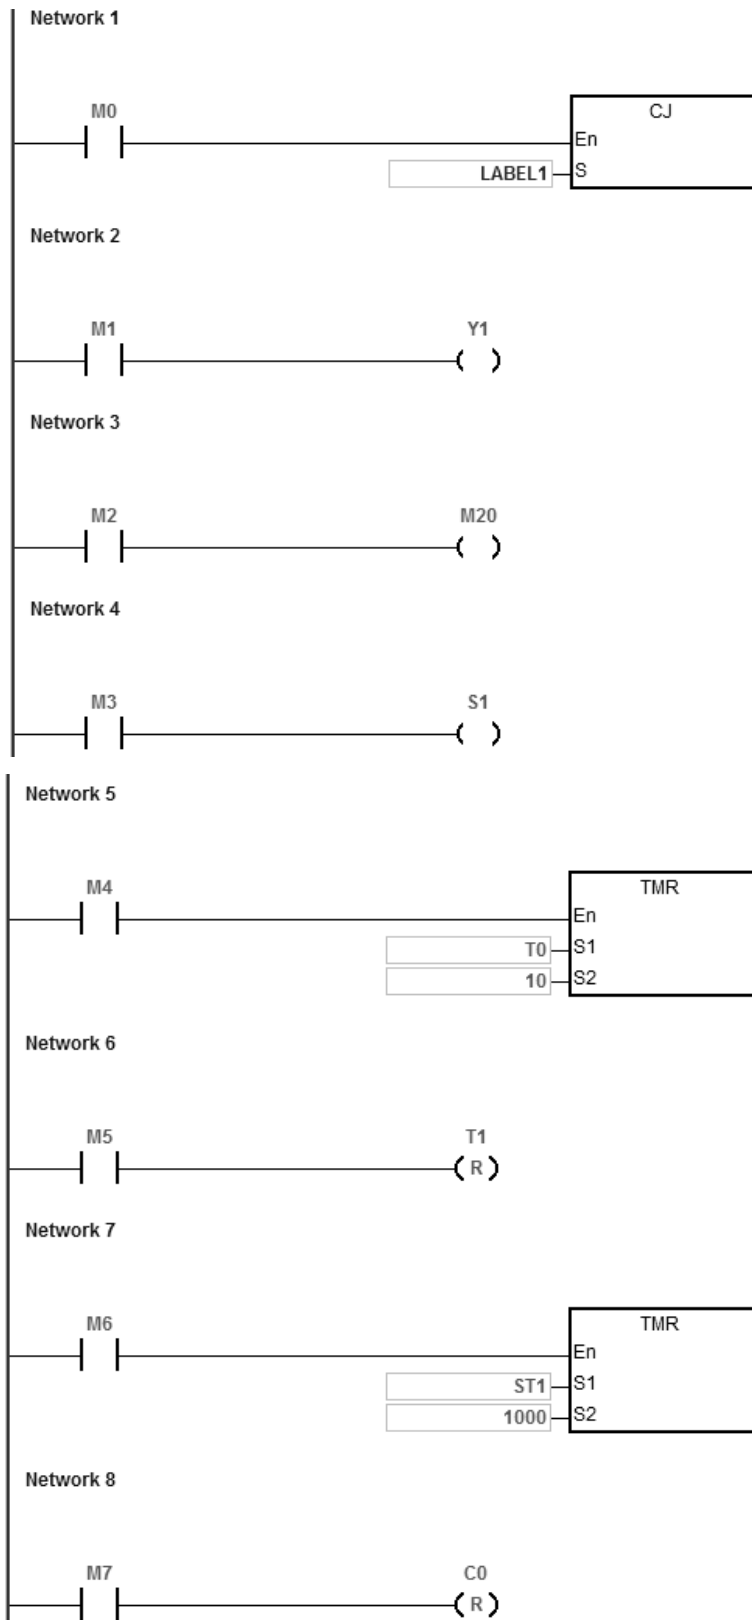 Network 1
M0
CJ
En
LABEL1 S
Network 2
M1 Y1
Network 3
M2 M20
Network 4
M3 S1
Network 5
M4 TMR
En
T0 S1
10 S2
Network 6
M5 T1
R
Network 7
M6 TMR
En
ST1 S1
1000 S2
Network 8
M7 C0
R